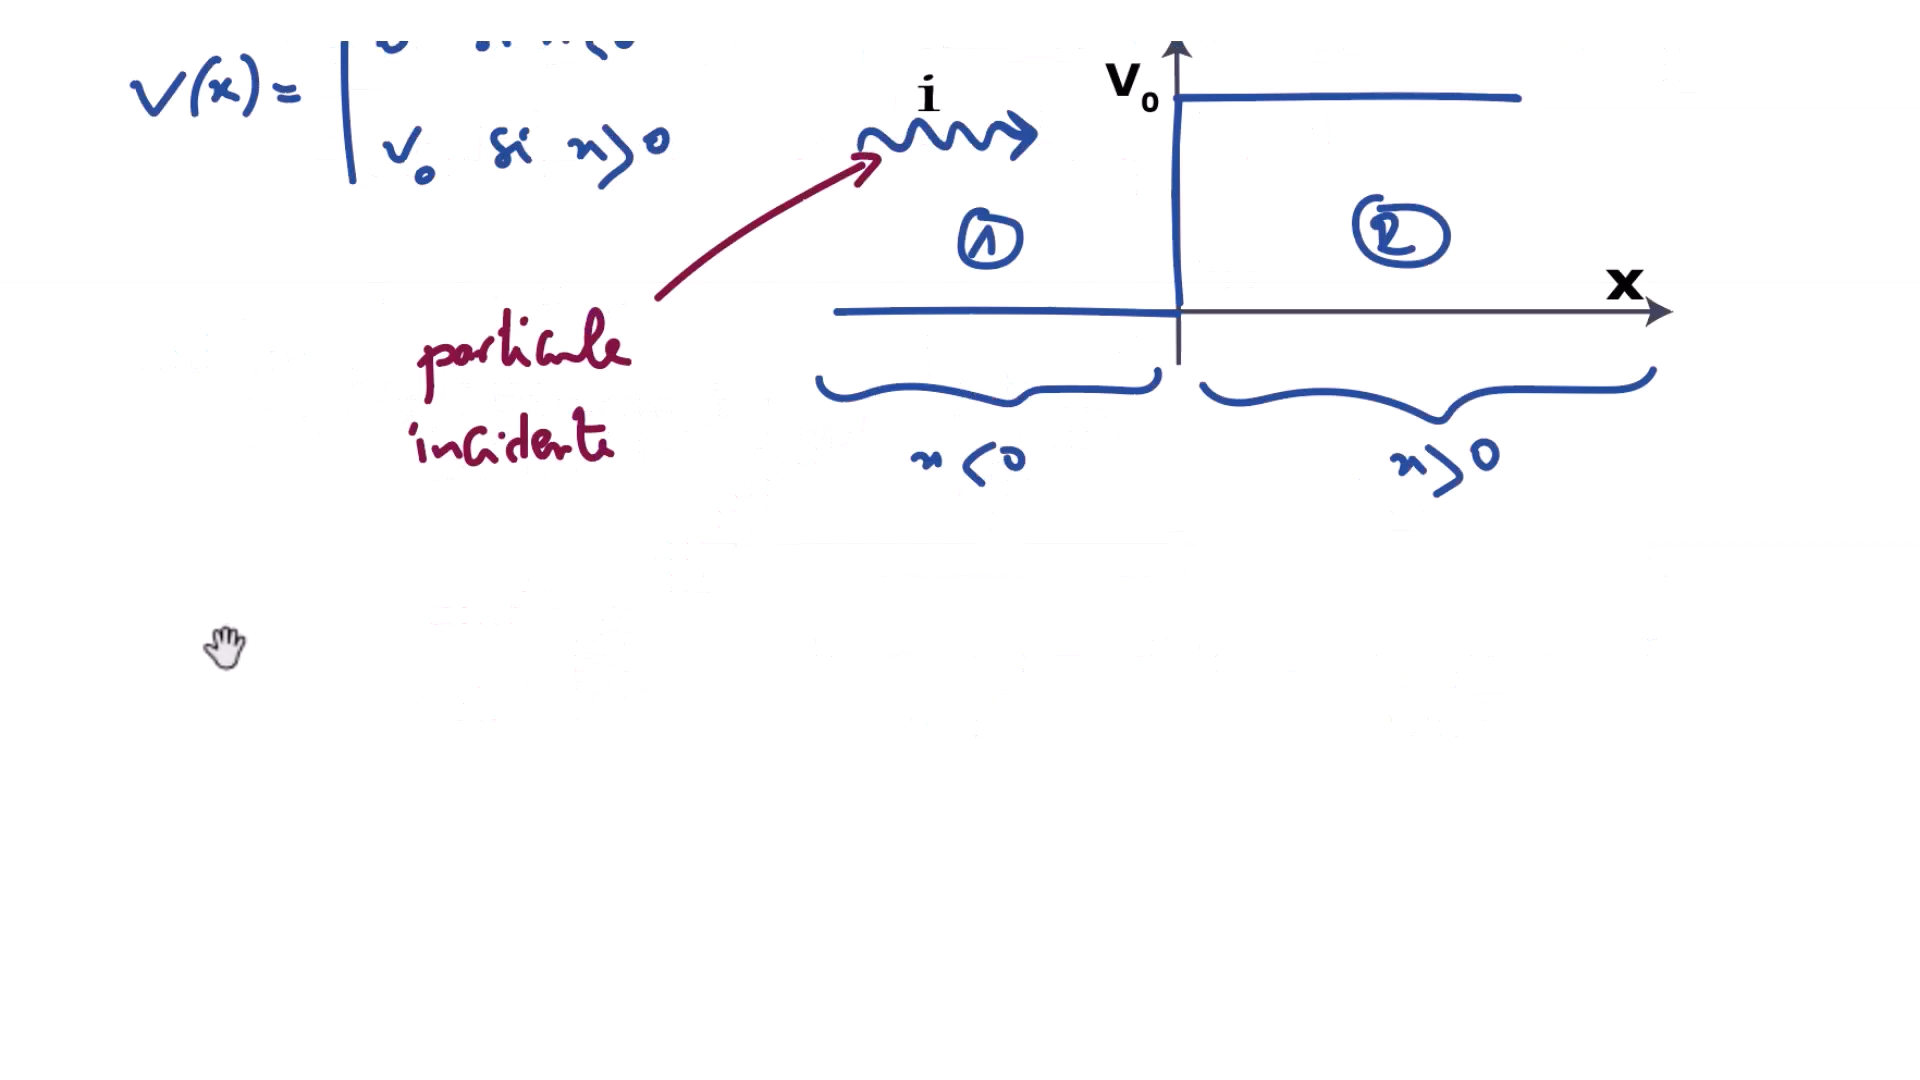 V(x)=
V₀ si x>0
i
V₀
①
②
x
particule
incidente
x<0
x>0